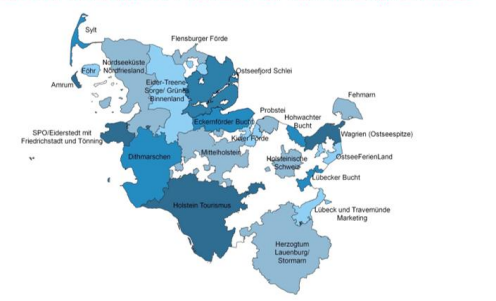 Sylt
Flensburger Förde
Nordseeküste
Nordfriesland
Föhr
Eider-Treene-
Sorge/ Grünes
Binnenland
Ostseefjord Schlei
Amrum
Fehmarn
Probstei
Hohwachter
Bucht
Eckernförder Bucht
SPO/Eiderstedt mit
Friedrichstadt und Tönning
Kieler Förde
Wagrien (Ostseespitze)
Dithmarschen
Mittelholstein
Holsteinische
Schweiz
OstseeFerienLand
Lübecker Bucht
Holstein Tourismus
Lübeck und Travemünde
Marketing
Herzogtum
Lauenburg/
Stormarn